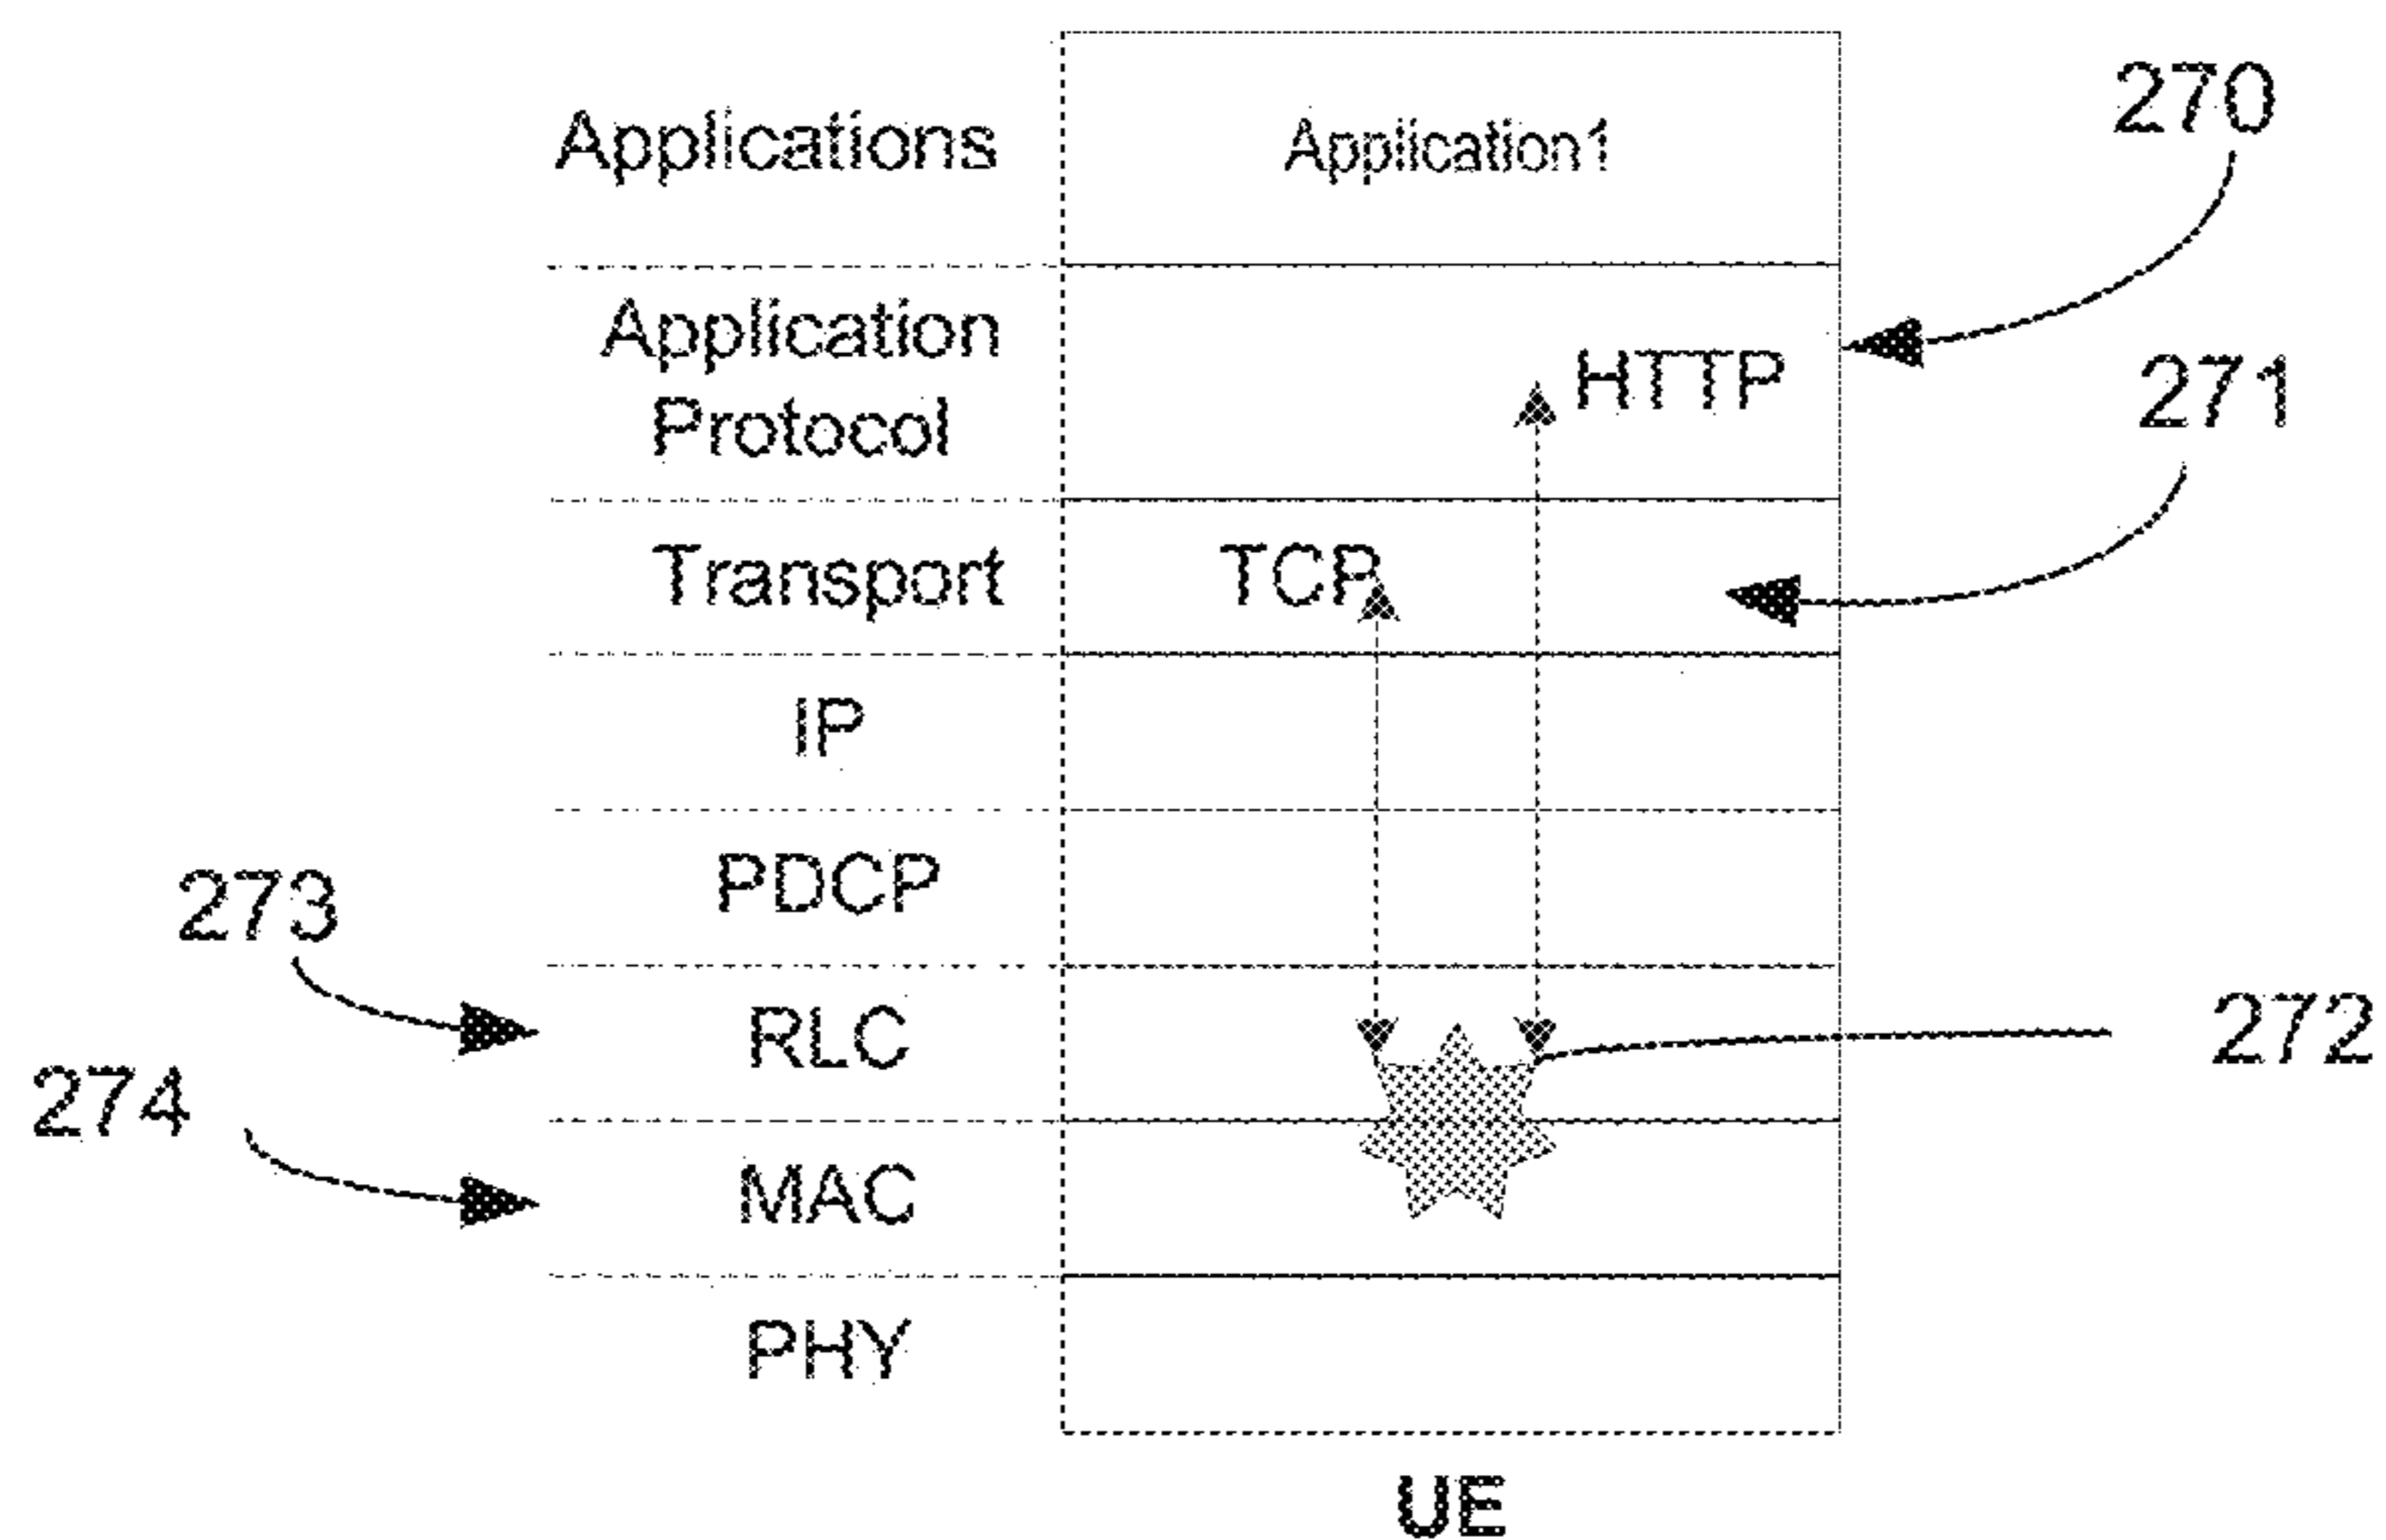 Applications
Application1
270
Application
Protocol
HTTP
271
Transport
TCP
IP
PDCP
273
RLC
272
274
MAC
PHY
UE